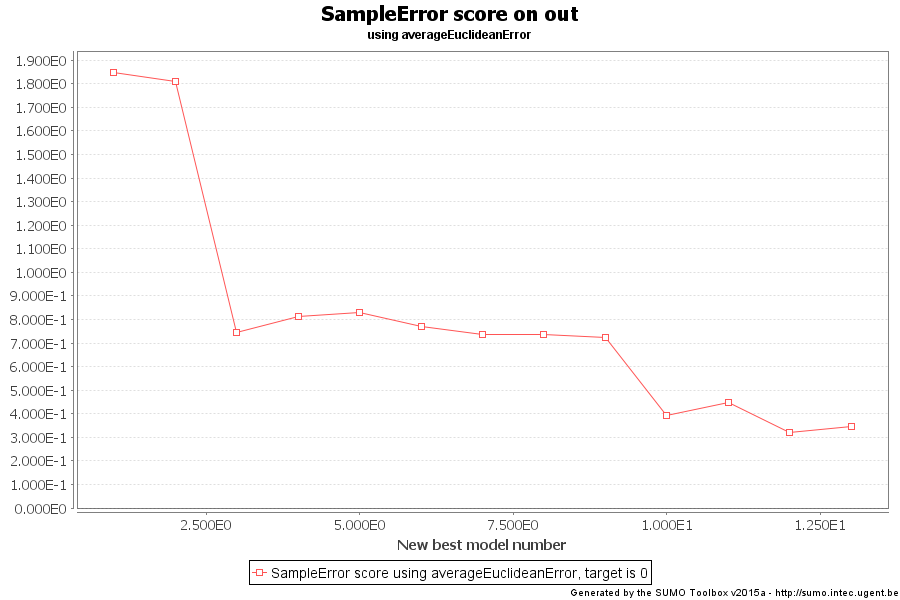 SampleError score on out
using averageEuclideanError
1.900E0
1.800E0
1.700E0
1.600E0
1.500E0
1.400E0
1.300E0
1.200E0
1.100E0
1.000E0
9.000E-1
8.000E-1
7.000E-1
6.000E-1
5.000E-1
4.000E-1
3.000E-1
2.000E-1
1.000E-1
0.000E0
2.500E0 5.000E0 7.500E0 1.000E1 1.250E1
New best model number
SampleError score using averageEuclideanError, target is 0
Generated by the SUMO Toolbox v2015a - http://sumo.intec.ugent.be